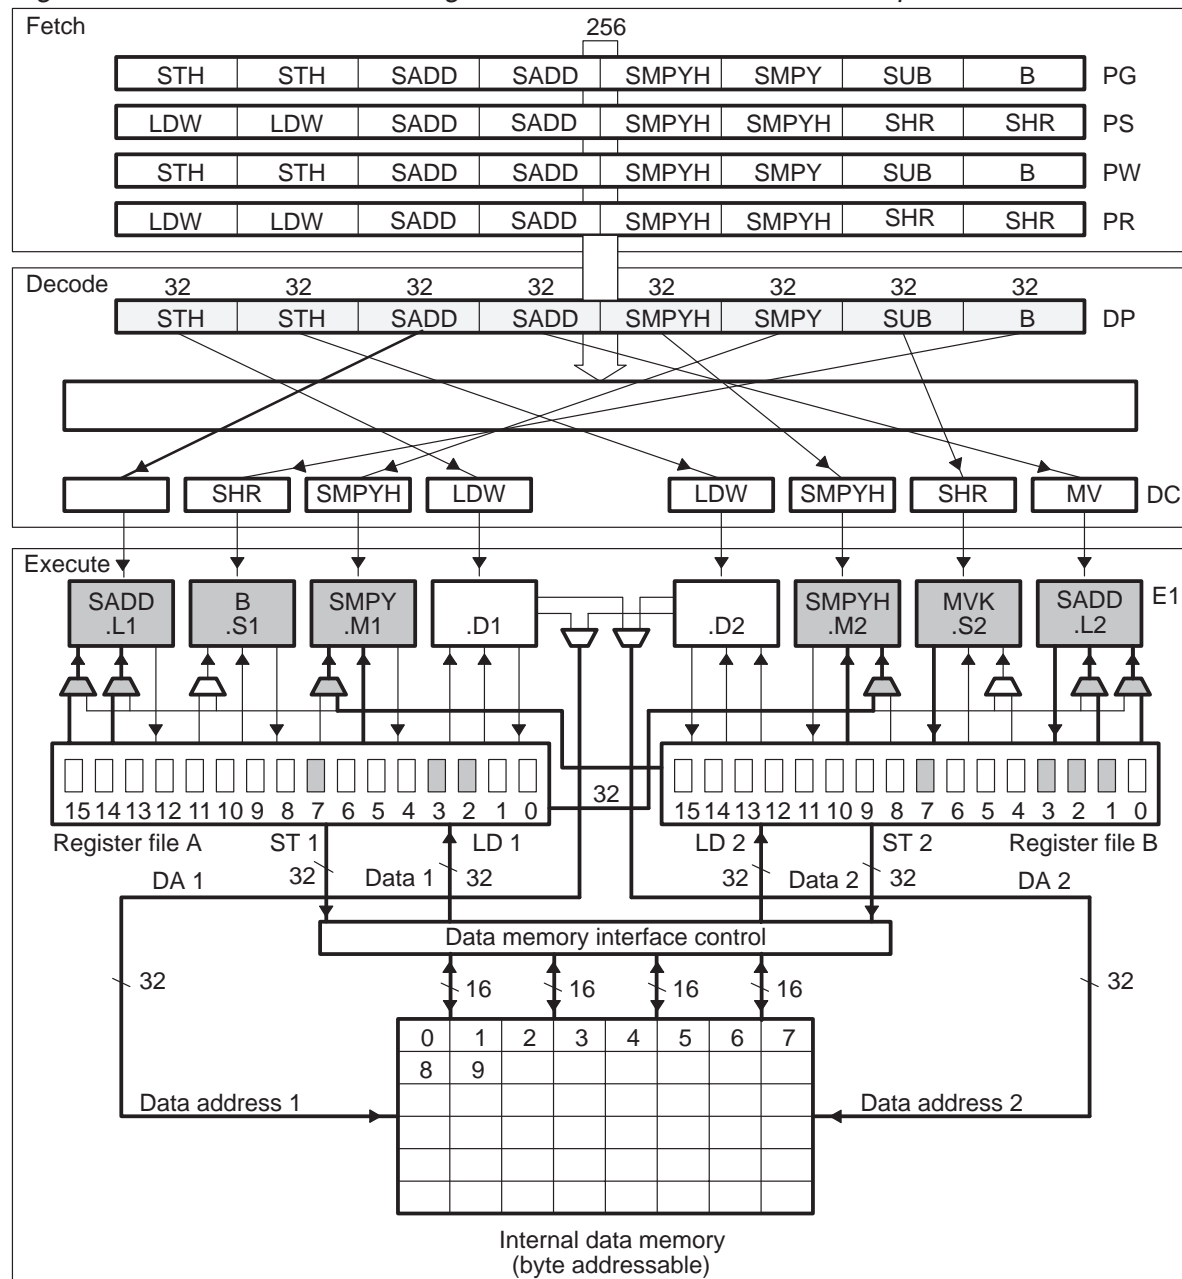 Fetch
256
STH STH SADD SADD SMPYH SMPY SUB B PG
LDW LDW SADD SADD SMPYH SMPYH SHR SHR PS
STH STH SADD SADD SMPYH SMPY SUB B PW
LDW LDW SADD SADD SMPYH SMPYH SHR SHR PR
Decode
32 32 32 32 32 32 32 32
STH STH SADD SADD SMPYH SMPY SUB B DP
SHR SMPYH LDW LDW SMPYH SHR MV DC
Execute
SADD B SMPY SMPYH MVK SADD E1
.L1 .S1 .M1 .D1 .D2 .M2 .S2 .L2
32
15 14 13 12 11 10 9 8 7 6 5 4 3 2 1 0 15 14 13 12 11 10 9 8 7 6 5 4 3 2 1 0
Register file A ST 1 LD 1 LD 2 ST 2 Register file B
DA 1 32 Data 1 32 32 Data 2 32 DA 2
Data memory interface control
32 16 16 16 16 32
0 1 2 3 4 5 6 7
8 9
Data address 1 Data address 2
Internal data memory
(byte addressable)